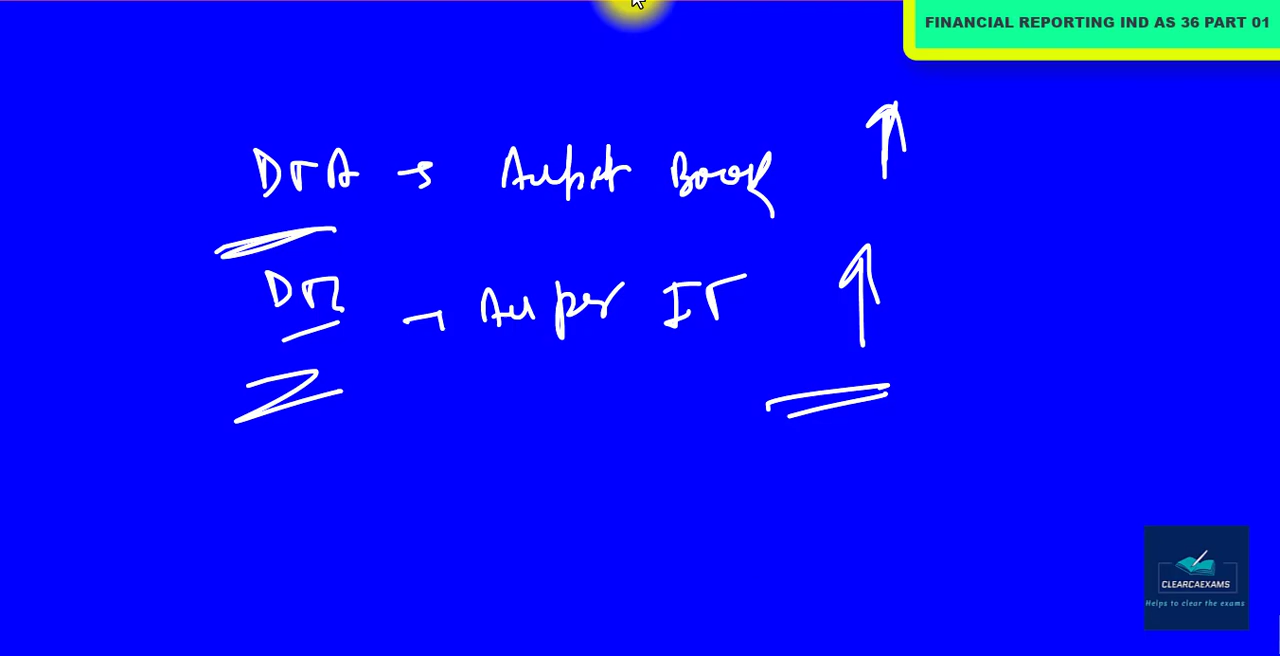 FINANCIAL REPORTING IND AS 36 PART 01
DTA → As per Book ↑
DTL → As per IT ↑
CLEARCAEXAMS
Helps to clear the exams